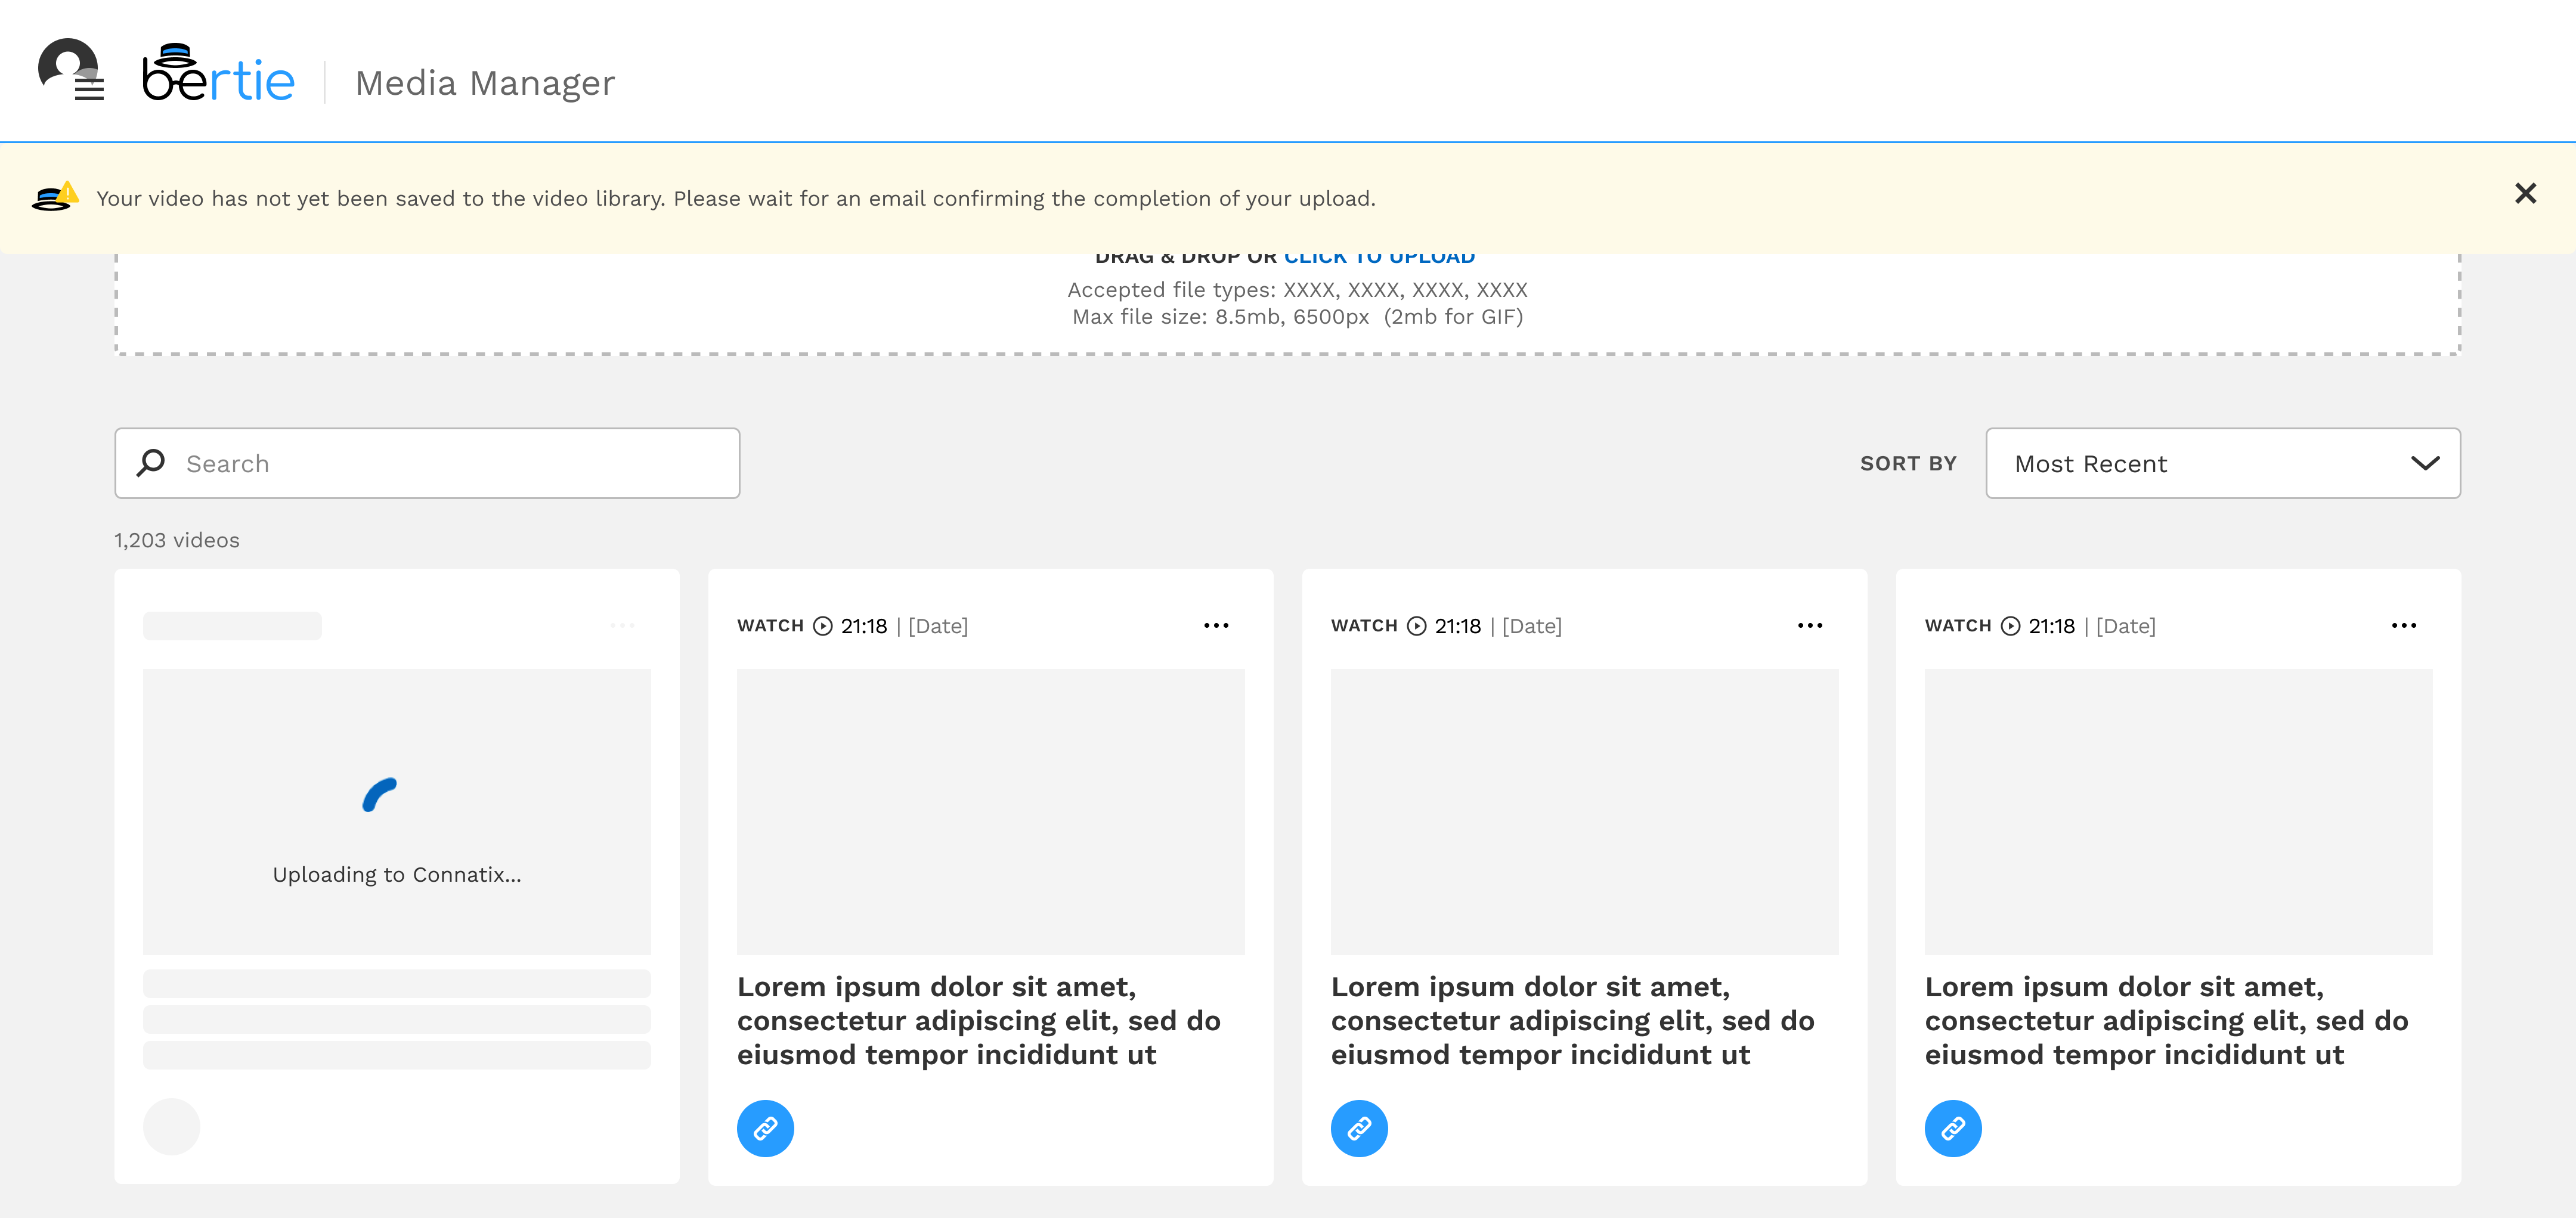 bertie
Media Manager
Your video has not yet been saved to the video library. Please wait for an email confirming the completion of your upload.
DRAG & DROP OR CLICK TO UPLOAD
Accepted file types: XXXX, XXXX, XXXX, XXXX
Max file size: 8.5mb, 6500px (2mb for GIF)
Search
SORT BY
Most Recent
1,203 videos
Uploading to Connatix...
WATCH 21:18 | [Date]
Lorem ipsum dolor sit amet,
consectetur adipiscing elit, sed do
eiusmod tempor incididunt ut
WATCH 21:18 | [Date]
Lorem ipsum dolor sit amet,
consectetur adipiscing elit, sed do
eiusmod tempor incididunt ut
WATCH 21:18 | [Date]
Lorem ipsum dolor sit amet,
consectetur adipiscing elit, sed do
eiusmod tempor incididunt ut